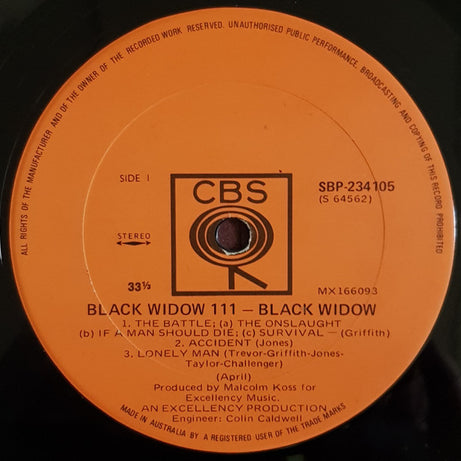 ALL RIGHTS OF THE MANUFACTURER AND OF THE OWNER OF THE RECORDED WORK RESERVED. UNAUTHORISED PUBLIC PERFORMANCE, BROADCASTING AND COPYING OF THIS RECORD PROHIBITED
SIDE 1
CBS
SBP-234105
(S 64562)
STEREO
33⅓
MX166093
BLACK WIDOW 111 — BLACK WIDOW
1. THE BATTLE; (a) THE ONSLAUGHT
(b) IF A MAN SHOULD DIE; (c) SURVIVAL — (Griffith)
2. ACCIDENT (Jones)
3. LONELY MAN (Trevor-Griffith-Jones-
Taylor-Challenger)
(April)
Produced by Malcolm Koss for
Excellency Music.
AN EXCELLENCY PRODUCTION
Engineer: Colin Caldwell
MADE IN AUSTRALIA BY A REGISTERED USER OF THE TRADE MARKS